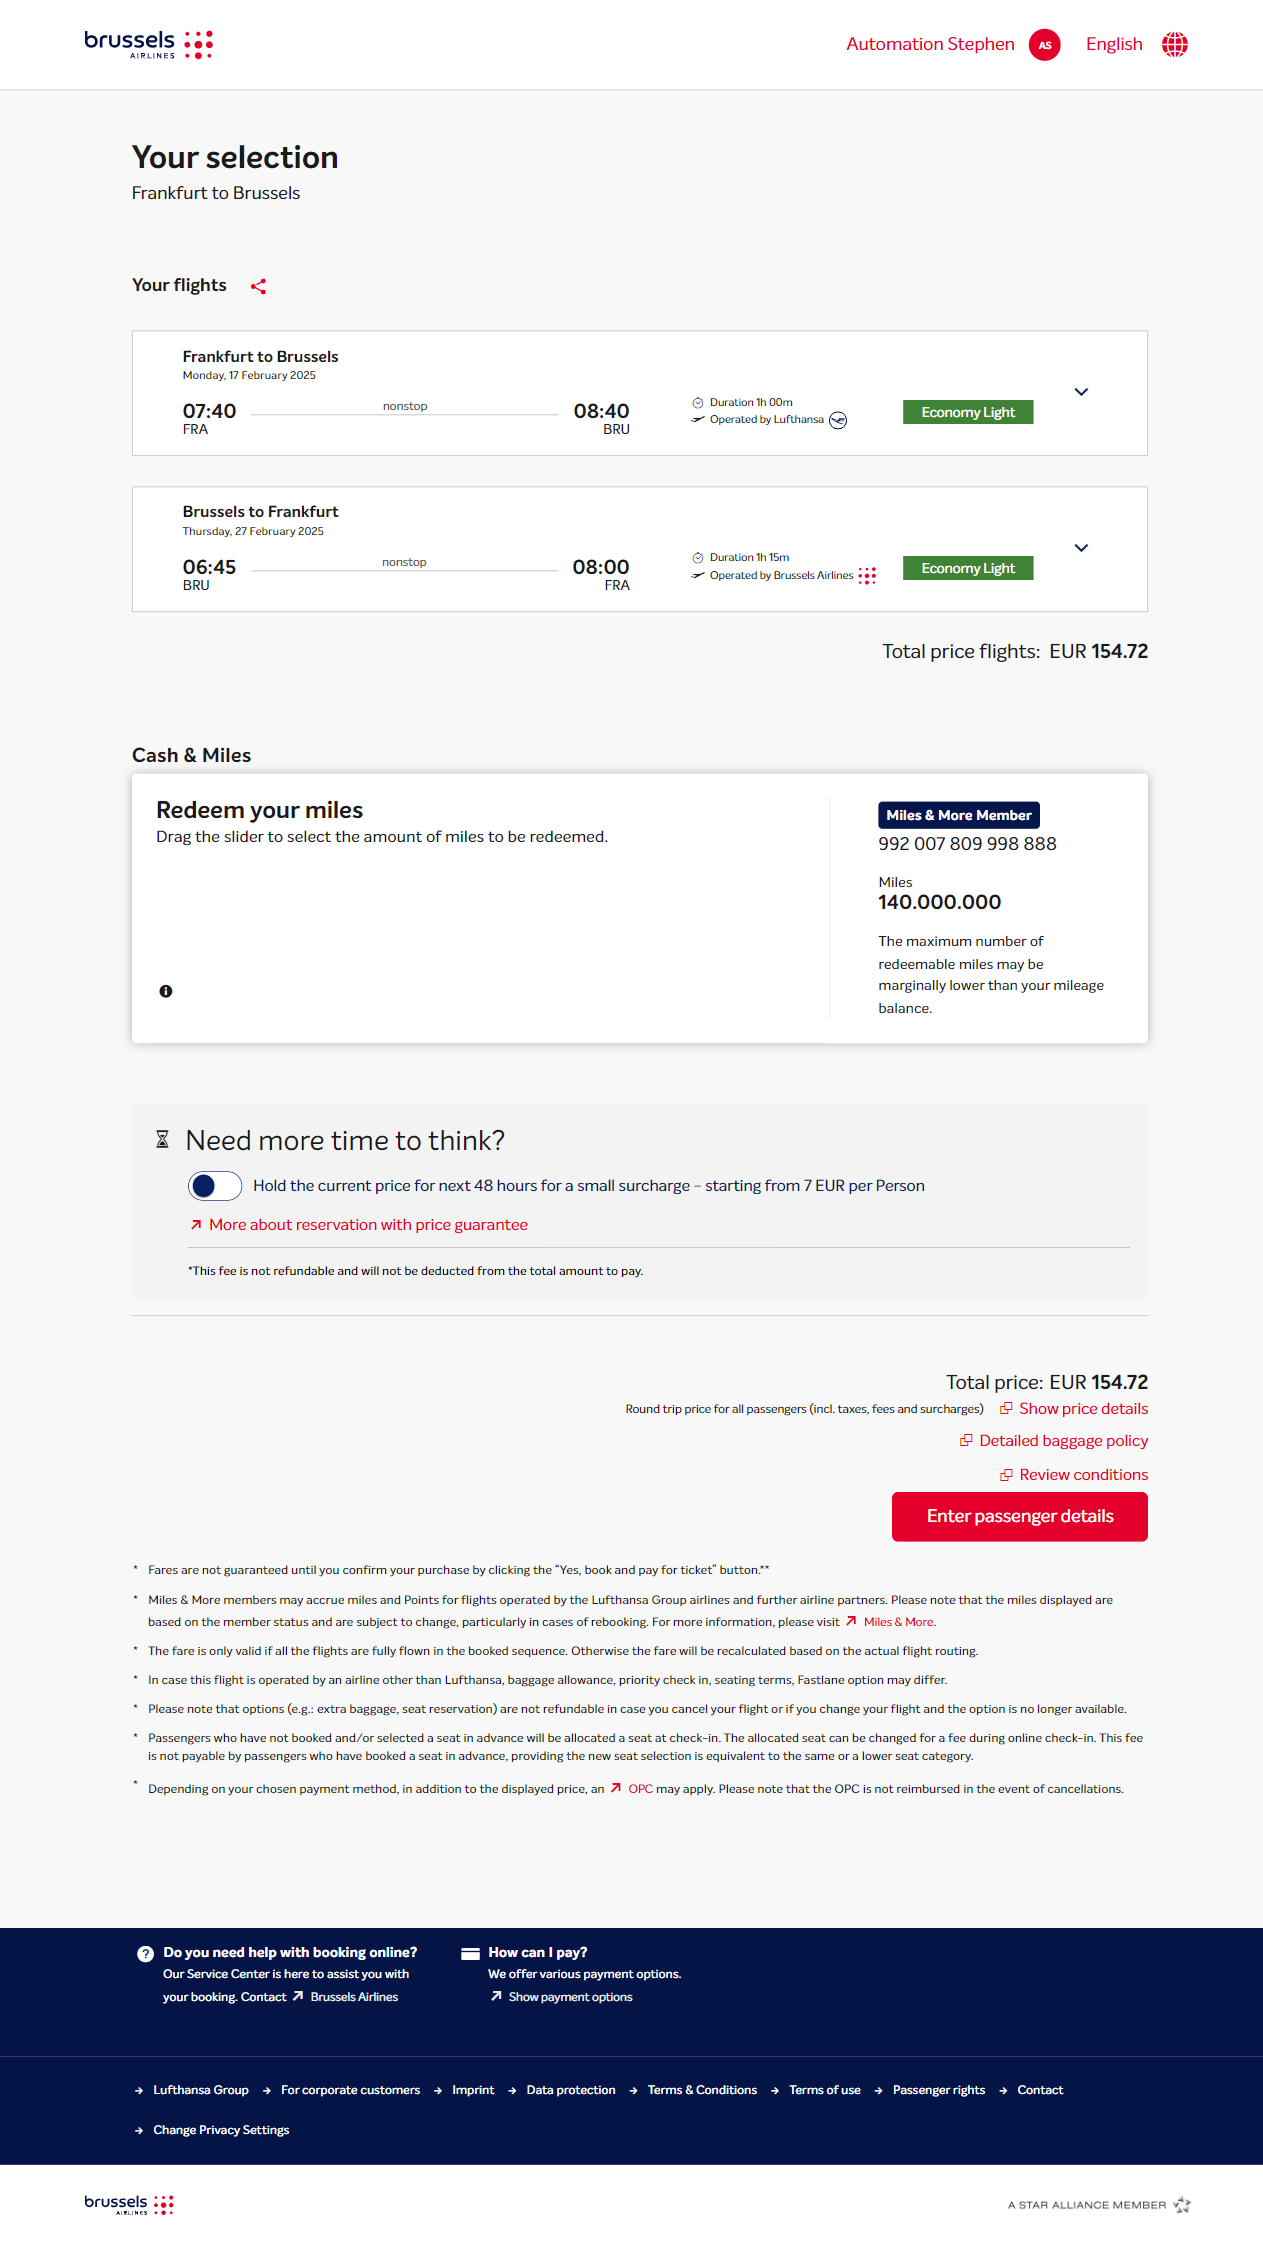 brussels
AIRLINES
Automation Stephen AS English
Your selection
Frankfurt to Brussels
Your flights
Frankfurt to Brussels
Monday, 17 February 2025
07:40 nonstop 08:40
FRA BRU
Duration 1h 00m
Operated by Lufthansa
Economy Light
Brussels to Frankfurt
Thursday, 27 February 2025
06:45 nonstop 08:00
BRU FRA
Duration 1h 15m
Operated by Brussels Airlines
Economy Light
Total price flights: EUR 154.72
Cash & Miles
Redeem your miles
Drag the slider to select the amount of miles to be redeemed.
Miles & More Member
992 007 809 998 888
Miles
140.000.000
The maximum number of
redeemable miles may be
marginally lower than your mileage
balance.
Need more time to think?
Hold the current price for next 48 hours for a small surcharge – starting from 7 EUR per Person
More about reservation with price guarantee
*This fee is not refundable and will not be deducted from the total amount to pay.
Total price: EUR 154.72
Round trip price for all passengers (incl. taxes, fees and surcharges) Show price details
Detailed baggage policy
Review conditions
Enter passenger details
* Fares are not guaranteed until you confirm your purchase by clicking the “Yes, book and pay for ticket” button.**
* Miles & More members may accrue miles and Points for flights operated by the Lufthansa Group airlines and further airline partners. Please note that the miles displayed are
based on the member status and are subject to change, particularly in cases of rebooking. For more information, please visit Miles & More.
* The fare is only valid if all the flights are fully flown in the booked sequence. Otherwise the fare will be recalculated based on the actual flight routing.
* In case this flight is operated by an airline other than Lufthansa, baggage allowance, priority check in, seating terms, Fastlane option may differ.
* Please note that options (e.g.: extra baggage, seat reservation) are not refundable in case you cancel your flight or if you change your flight and the option is no longer available.
* Passengers who have not booked and/or selected a seat in advance will be allocated a seat at check-in. The allocated seat can be changed for a fee during online check-in. This fee
is not payable by passengers who have booked a seat in advance, providing the new seat selection is equivalent to the same or a lower seat category.
* Depending on your chosen payment method, in addition to the displayed price, an OPC may apply. Please note that the OPC is not reimbursed in the event of cancellations.
Do you need help with booking online?
Our Service Center is here to assist you with
your booking. Contact Brussels Airlines
How can I pay?
We offer various payment options.
Show payment options
Lufthansa Group For corporate customers Imprint Data protection Terms & Conditions Terms of use Passenger rights Contact
Change Privacy Settings
brussels
AIRLINES
A STAR ALLIANCE MEMBER